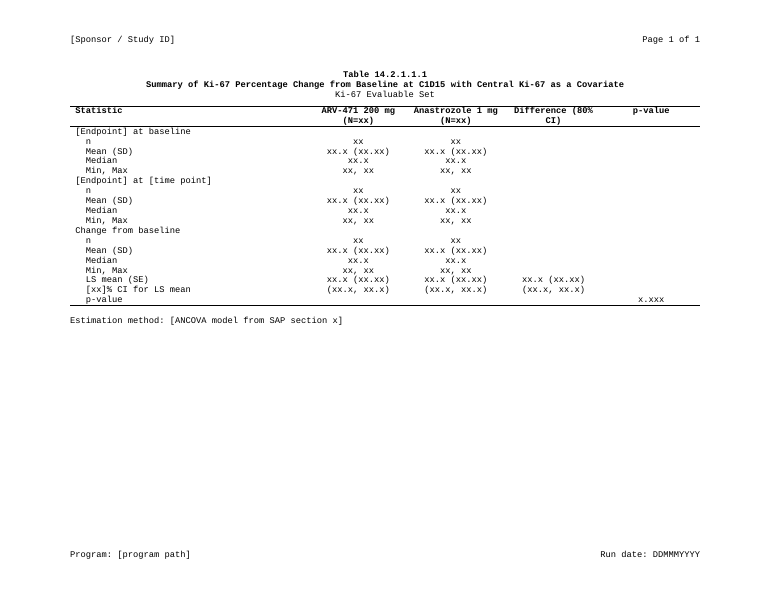 [Sponsor / Study ID] Page 1 of 1
Table 14.2.1.1.1
Summary of Ki-67 Percentage Change from Baseline at C1D15 with Central Ki-67 as a Covariate
Ki-67 Evaluable Set
Statistic ARV-471 200 mg Anastrozole 1 mg Difference (80% p-value
(N=xx) (N=xx) CI)
[Endpoint] at baseline
n xx xx
Mean (SD) xx.x (xx.xx) xx.x (xx.xx)
Median xx.x xx.x
Min, Max xx, xx xx, xx
[Endpoint] at [time point]
n xx xx
Mean (SD) xx.x (xx.xx) xx.x (xx.xx)
Median xx.x xx.x
Min, Max xx, xx xx, xx
Change from baseline
n xx xx
Mean (SD) xx.x (xx.xx) xx.x (xx.xx)
Median xx.x xx.x
Min, Max xx, xx xx, xx
LS mean (SE) xx.x (xx.xx) xx.x (xx.xx) xx.x (xx.xx)
[xx]% CI for LS mean (xx.x, xx.x) (xx.x, xx.x) (xx.x, xx.x)
p-value x.xxx
Estimation method: [ANCOVA model from SAP section x]
Program: [program path] Run date: DDMMMYYYY